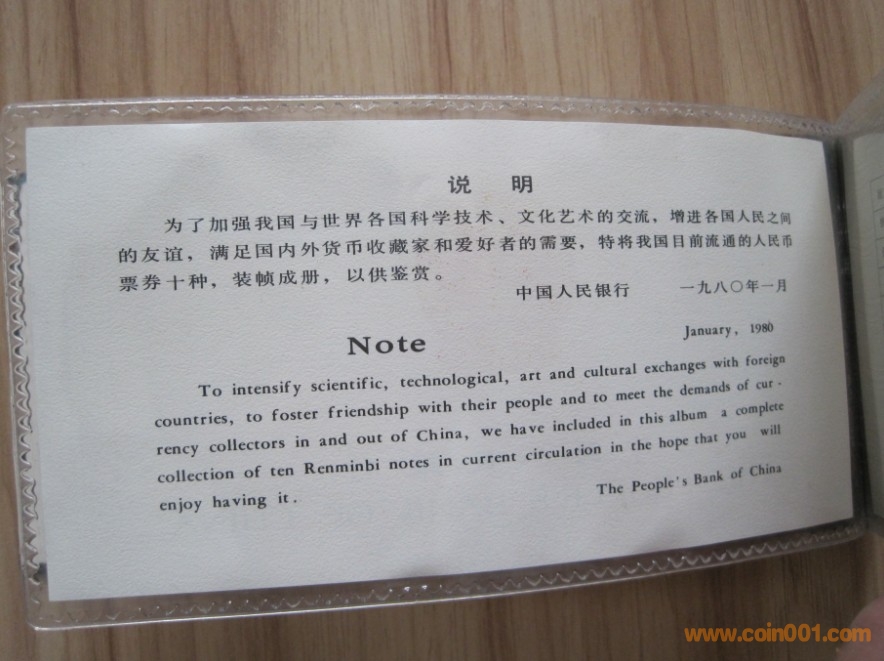 说 明
为了加强我国与世界各国科学技术、文化艺术的交流，增进各国人民之间
的友谊，满足国内外货币收藏家和爱好者的需要，特将我国目前流通的人民币
票券十种，装帧成册，以供鉴赏。
中国人民银行 一九八〇年一月
January, 1980
Note
To intensify scientific, technological, art and cultural exchanges with foreign
countries, to foster friendship with their people and to meet the demands of cur-
rency collectors in and out of China, we have included in this album a complete
collection of ten Renminbi notes in current circulation in the hope that you will
enjoy having it.
The People's Bank of China
www.coin001.com